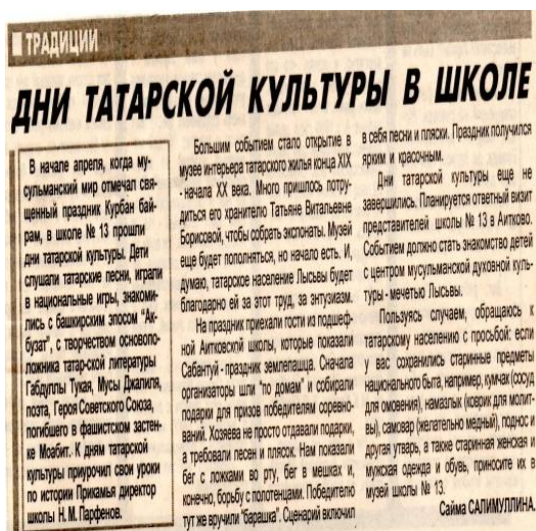 ТРАДИЦИИ
ДНИ ТАТАРСКОЙ КУЛЬТУРЫ В ШКОЛЕ
В начале апреля, когда му-
сульманский мир отмечал свя-
щенный праздник Курбан бай-
рам, в школе № 13 прошли
дни татарской культуры. Дети
слушали татарские песни, играли
в национальные игры, знакоми-
лись с башкирским эпосом "Ак-
бузат", с творчеством основопо-
ложника татар-ской литературы
Габдуллы Тукая, Мусы Джалиля,
поэта, Героя Советского Союза,
погибшего в фашистском застен-
ке Моабит. К дням татарской
культуры приурочил свои уроки
по истории Прикамья директор
школы Н. М. Парфенов.
Большим событием стало открытие в
музее интерьера татарского жилья конца XIX
- начала XX века. Много пришлось потру-
диться его хранителю Татьяне Витальевне
Борисовой, чтобы собрать экспонаты. Музей
еще будет пополняться, но начало есть. И,
думаю, татарское население Лысьвы будет
благодарно ей за этот труд, за энтузиазм.
На праздник приехали гости из подшеф-
ной Аитковской школы, которые показали
Сабантуй - праздник землепашца. Сначала
организаторы шли "по домам" и собирали
подарки для призов победителям соревно-
ваний. Хозяева не просто отдавали подарки,
а требовали песен и плясок. Нам показали
бег с ложками во рту, бег в мешках и,
конечно, борьбу с полотенцами. Победителю
тут же вручили "барашка". Сценарий включил
в себя песни и пляски. Праздник получился
ярким и красочным.
Дни татарской культуры еще не
завершились. Планируется ответный визит
представителей школы № 13 в Аитково.
Событием должно стать знакомство детей
с центром мусульманской духовной куль-
туры - мечетью Лысьвы.
Пользуясь случаем, обращаюсь к
татарскому населению с просьбой: если
у вас сохранились старинные предметы
национального быта, например, кумчак (сосуд
для омовения), намазлык (коврик для молит-
вы), самовар (желательно медный), поднос и
другая утварь, а также старинная женская и
мужская одежда и обувь, приносите их в
музей школы № 13.
Сайма САЛИМУЛЛИНА.